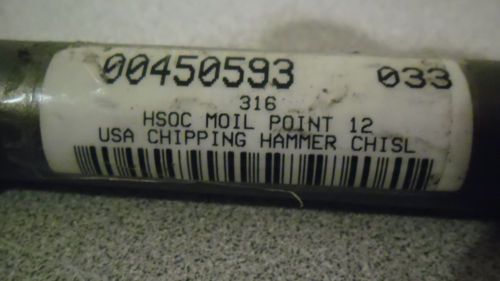 00450593 033
316
HSOC MOIL POINT 12
USA CHIPPING HAMMER CHISL